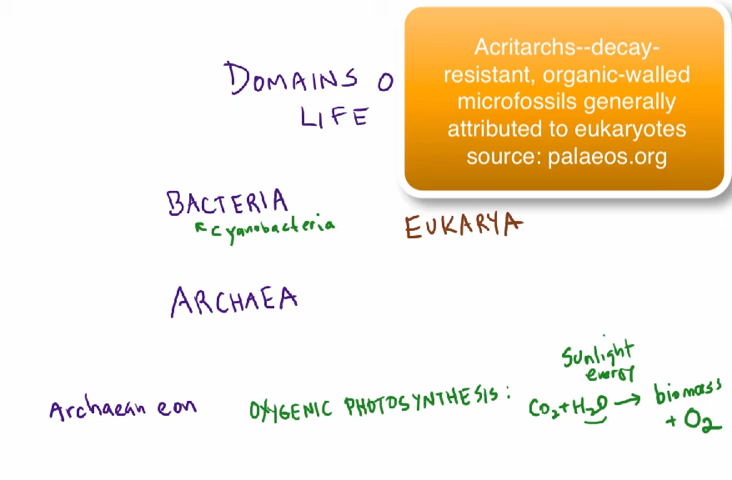 DOMAINS O
LIFE
Acritarchs--decay-
resistant, organic-walled
microfossils generally
attributed to eukaryotes
source: palaeos.org
BACTERIA
cyanobacteria
EUKARYA
ARCHAEA
Archaean eon
OXYGENIC PHOTOSYNTHESIS:
Sunlight
energy
CO2+H2O → biomass
+ O2